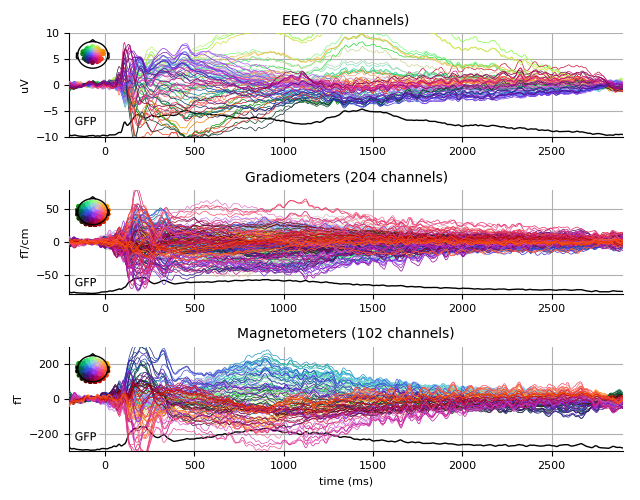 EEG (70 channels)
10
5
0
−5
−10
uV
GFP
0 500 1000 1500 2000 2500
Gradiometers (204 channels)
50
0
−50
fT/cm
GFP
0 500 1000 1500 2000 2500
Magnetometers (102 channels)
200
0
−200
fT
GFP
0 500 1000 1500 2000 2500
time (ms)